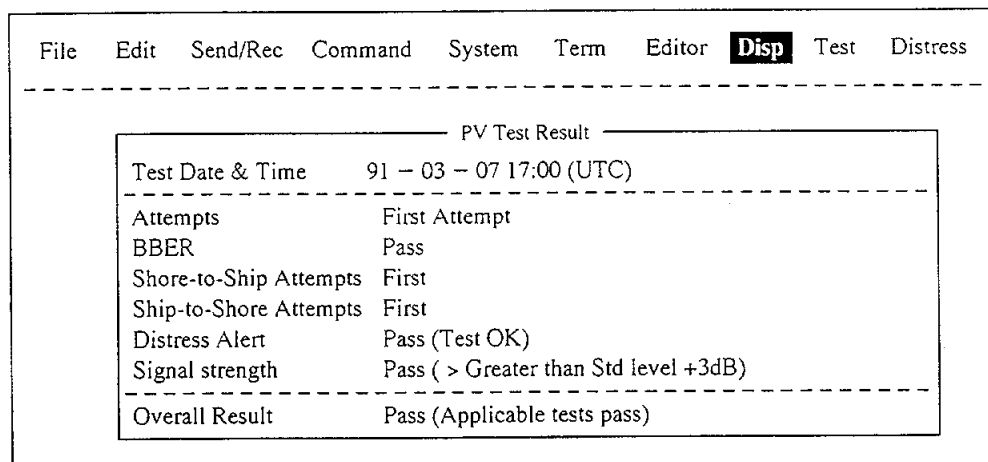 File Edit Send/Rec Command System Term Editor Disp Test Distress
PV Test Result
Test Date & Time 91 – 03 – 07 17:00 (UTC)
Attempts First Attempt
BBER Pass
Shore-to-Ship Attempts First
Ship-to-Shore Attempts First
Distress Alert Pass (Test OK)
Signal strength Pass ( > Greater than Std level +3dB)
Overall Result Pass (Applicable tests pass)